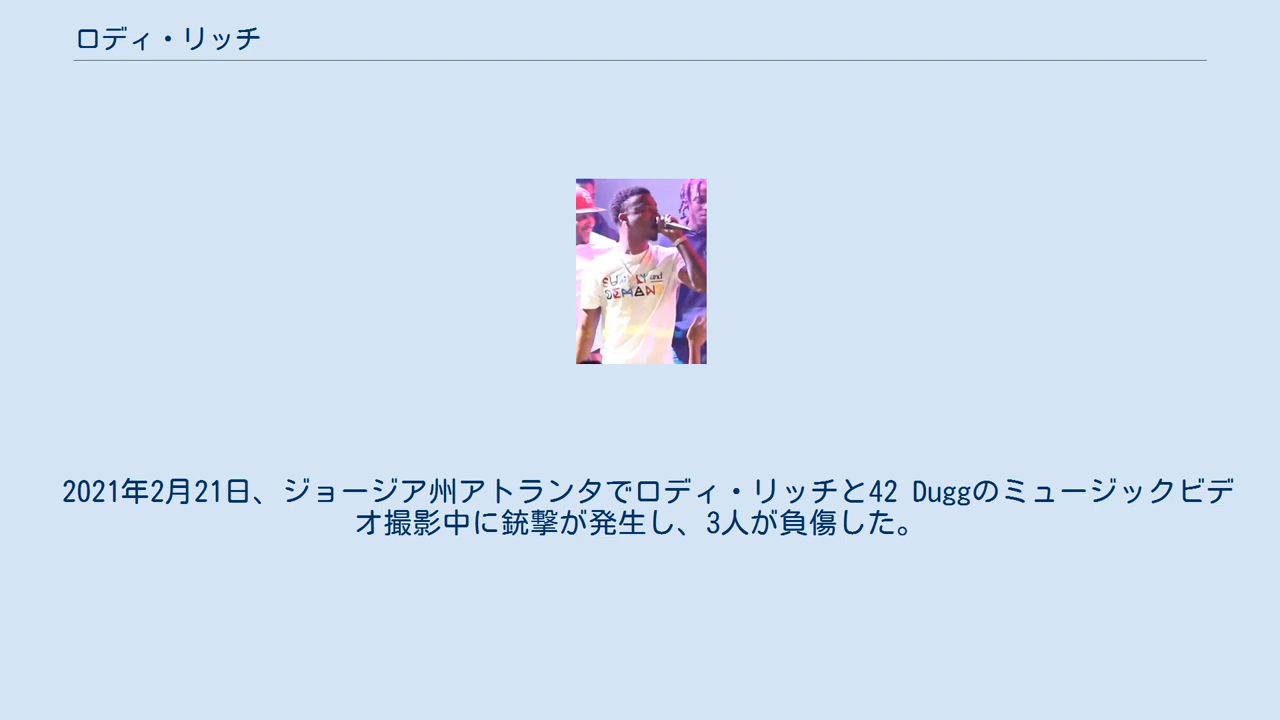 ロディ・リッチ
and
DEMAND
2021年2月21日、ジョージア州アトランタでロディ・リッチと42 Duggのミュージックビデ
オ撮影中に銃撃が発生し、3人が負傷した。